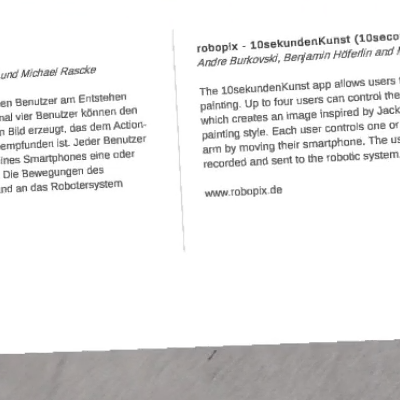 und Michael Rascke
en Benutzer am Entstehen
nal vier Benutzer können den
n Bild erzeugt, das dem Action-
empfunden ist. Jeder Benutzer
ines Smartphones eine oder
Die Bewegungen des
nd an das Robotersystem
robopix - 10sekundenKunst (10seco
Andre Burkovski, Benjamin Höferlin and
The 10sekundenKunst app allows users
painting. Up to four users can control the
which creates an image inspired by Jack
painting style. Each user controls one or
arm by moving their smartphone. The us
recorded and sent to the robotic system
www.robopix.de